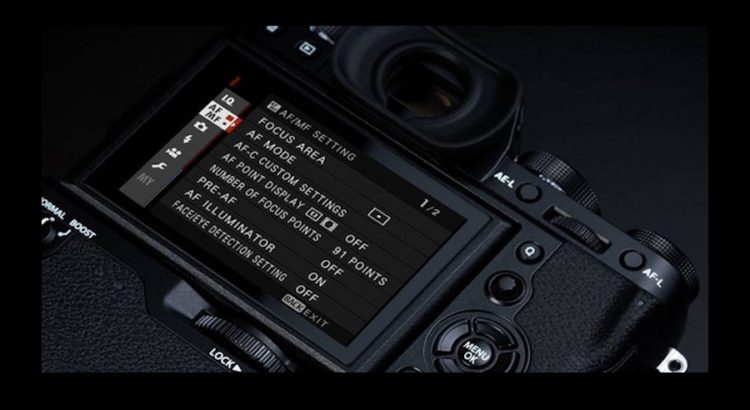 I.Q.
AF
MF
MY
AF/MF SETTING
1/2
FOCUS AREA
AF MODE
AF-C CUSTOM SETTINGS
AF POINT DISPLAY OFF
NUMBER OF FOCUS POINTS 91 POINTS
PRE-AF OFF
AF ILLUMINATOR ON
FACE/EYE DETECTION SETTING OFF
BACK EXIT
AE-L
AF-L
Q
MENU
OK
BOOST
LOCK